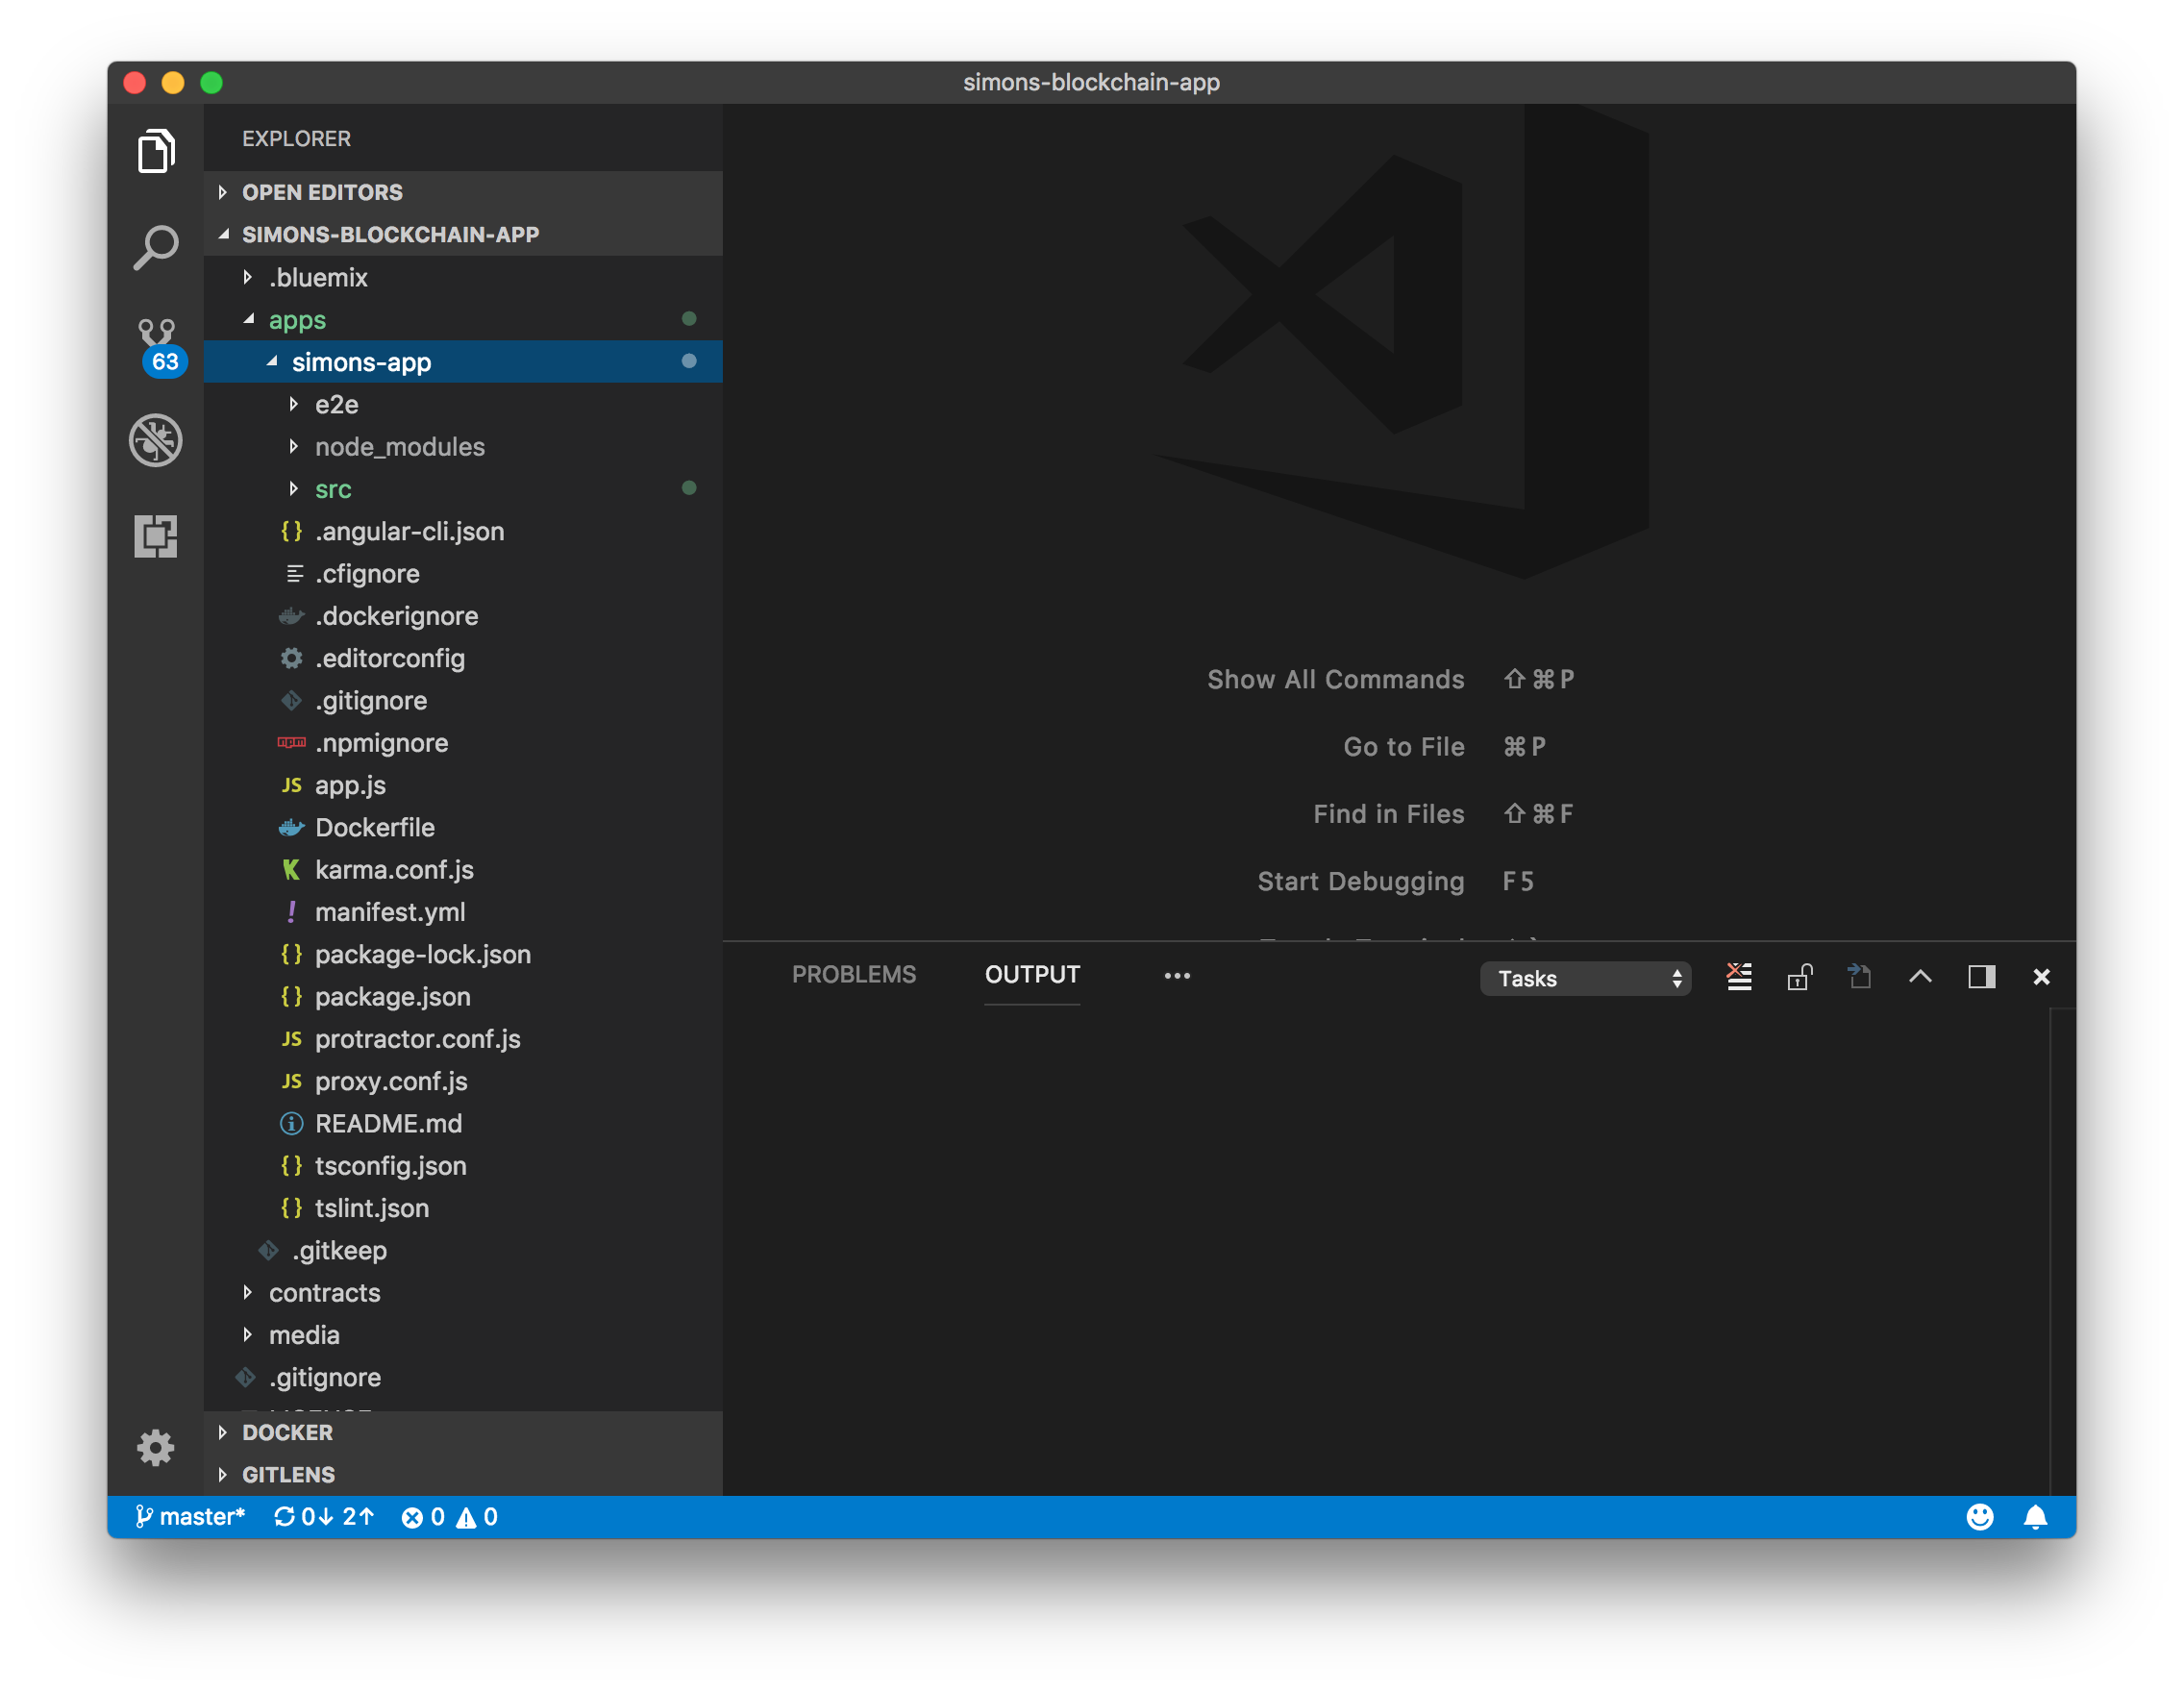 simons-blockchain-app
EXPLORER
OPEN EDITORS
SIMONS-BLOCKCHAIN-APP
.bluemix
apps
simons-app
63
e2e
node_modules
src
{ } .angular-cli.json
.cfignore
.dockerignore
.editorconfig
.gitignore
npm .npmignore
JS app.js
Dockerfile
K karma.conf.js
! manifest.yml
{ } package-lock.json
{ } package.json
JS protractor.conf.js
JS proxy.conf.js
README.md
{ } tsconfig.json
{ } tslint.json
.gitkeep
contracts
media
.gitignore
DOCKER
GITLENS
Show All Commands ⇧⌘P
Go to File ⌘P
Find in Files ⇧⌘F
Start Debugging F5
PROBLEMS OUTPUT ••• Tasks
master* 0↓ 2↑ 0 0